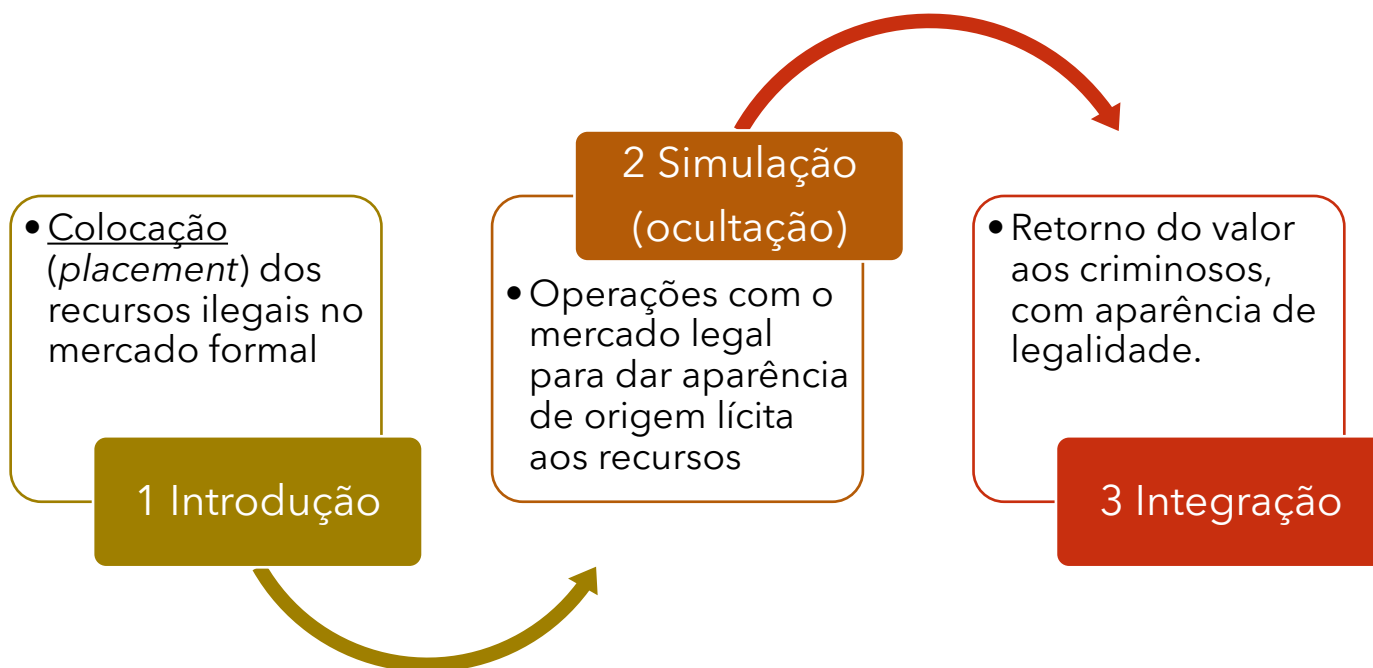 • Colocação
(placement) dos
recursos ilegais no
mercado formal
1 Introdução
2 Simulação
(ocultação)
• Operações com o
mercado legal
para dar aparência
de origem lícita
aos recursos
• Retorno do valor
aos criminosos,
com aparência de
legalidade.
3 Integração